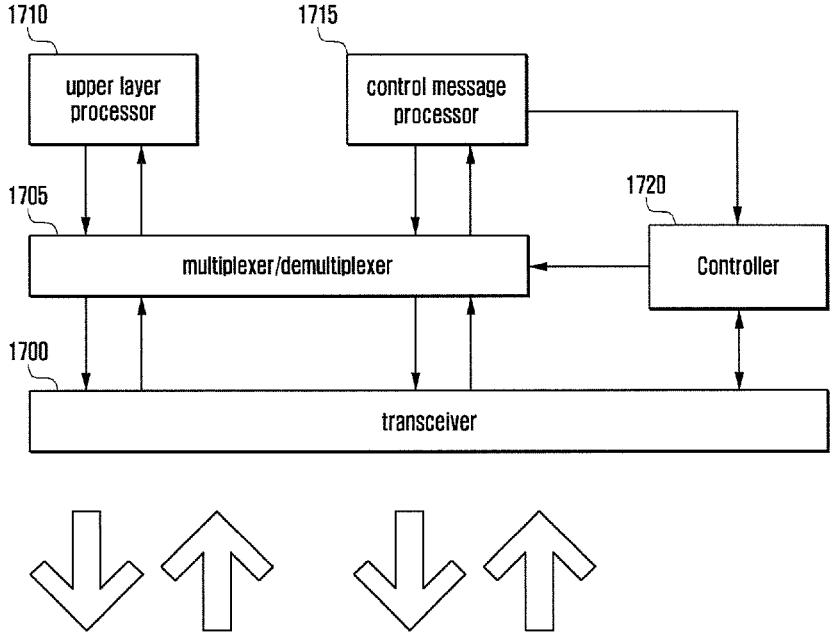 1710
1715
upper layer
processor
control message
processor
1705
1720
multiplexer/demultiplexer
Controller
1700
transceiver